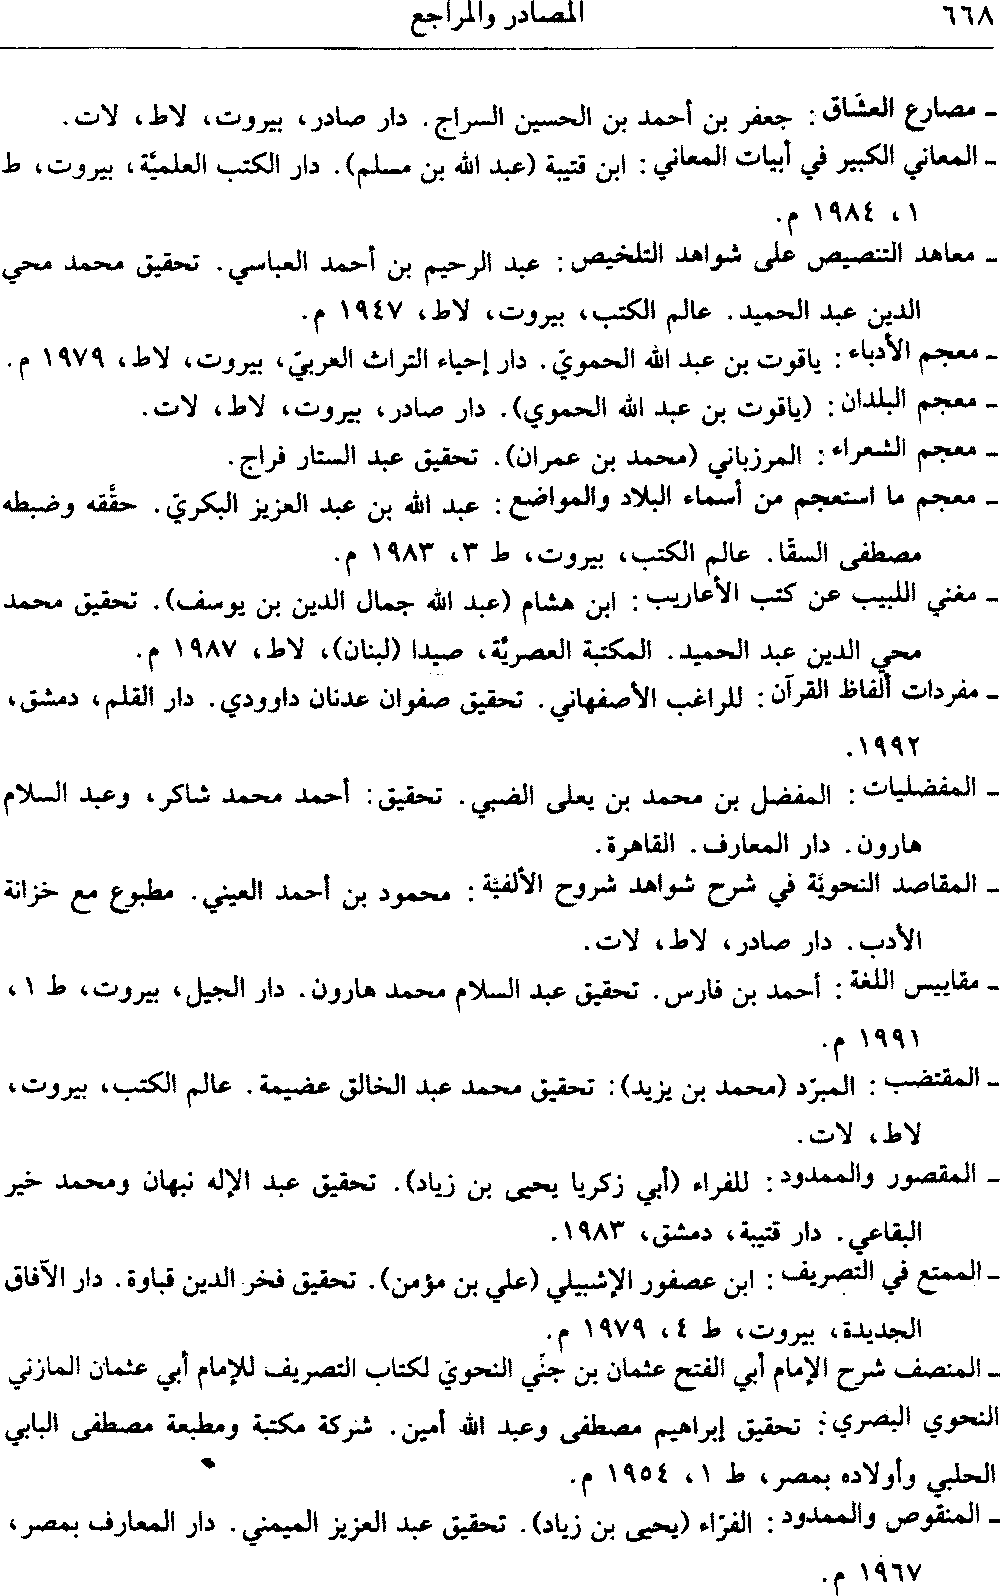 ٦٦٨ المصادر والمراجع
ـ مصارع العشّاق: جعفر بن أحمد بن الحسين السراج. دار صادر، بيروت، لاط، لات.
ـ المعاني الكبير في أبيات المعاني: ابن قتيبة (عبد الله بن مسلم). دار الكتب العلميّة، بيروت، ط
١، ١٩٨٤ م.
ـ معاهد التنصيص على شواهد التلخيص: عبد الرحيم بن أحمد العباسي. تحقيق محمد محي
الدين عبد الحميد. عالم الكتب، بيروت، لاط، ١٩٤٧ م.
ـ معجم الأدباء: ياقوت بن عبد الله الحمويّ. دار إحياء التراث العربيّ، بيروت، لاط، ١٩٧٩ م.
ـ معجم البلدان: (ياقوت بن عبد الله الحموي). دار صادر، بيروت، لاط، لات.
ـ معجم الشعراء: المرزباني (محمد بن عمران). تحقيق عبد الستار فراج.
ـ معجم ما استعجم من أسماء البلاد والمواضع: عبد الله بن عبد العزيز البكريّ. حقّقه وضبطه
مصطفى السقّا. عالم الكتب، بيروت، ط ٣، ١٩٨٣ م.
ـ مغني اللبيب عن كتب الأعاريب: ابن هشام (عبد الله جمال الدين بن يوسف). تحقيق محمد
محي الدين عبد الحميد. المكتبة العصريّة، صيدا (لبنان)، لاط، ١٩٨٧ م.
ـ مفردات ألفاظ القرآن: للراغب الأصفهاني. تحقيق صفوان عدنان داوودي. دار القلم، دمشق،
١٩٩٢.
ـ المفضليات: المفضل بن محمد بن يعلى الضبي. تحقيق: أحمد محمد شاكر، وعبد السلام
هارون. دار المعارف. القاهرة.
ـ المقاصد النحويّة في شرح شواهد شروح الألفيّة: محمود بن أحمد العيني. مطبوع مع خزانة
الأدب. دار صادر، لاط، لات.
ـ مقاييس اللغة: أحمد بن فارس. تحقيق عبد السلام محمد هارون. دار الجيل، بيروت، ط ١،
١٩٩١ م.
ـ المقتضب: المبرّد (محمد بن يزيد): تحقيق محمد عبد الخالق عضيمة. عالم الكتب، بيروت،
لاط، لات.
ـ المقصور والممدود: للفراء (أبي زكريا يحيى بن زياد). تحقيق عبد الإله نبهان ومحمد خير
البقاعي. دار قتيبة، دمشق، ١٩٨٣.
ـ الممتع في التصريف: ابن عصفور الإشبيلي (علي بن مؤمن). تحقيق فخر الدين قباوة. دار الآفاق
الجديدة، بيروت، ط ٤، ١٩٧٩ م.
ـ المنصف شرح الإمام أبي الفتح عثمان بن جنّي النحويّ لكتاب التصريف للإمام أبي عثمان المازني
النحوي البصري: تحقيق إبراهيم مصطفى وعبد الله أمين. شركة مكتبة ومطبعة مصطفى البابي
الحلبي وأولاده بمصر، ط ١، ١٩٥٤ م.
ـ المنقوص والممدود: الفرّاء (يحيى بن زياد). تحقيق عبد العزيز الميمني. دار المعارف بمصر،
١٩٦٧ م.